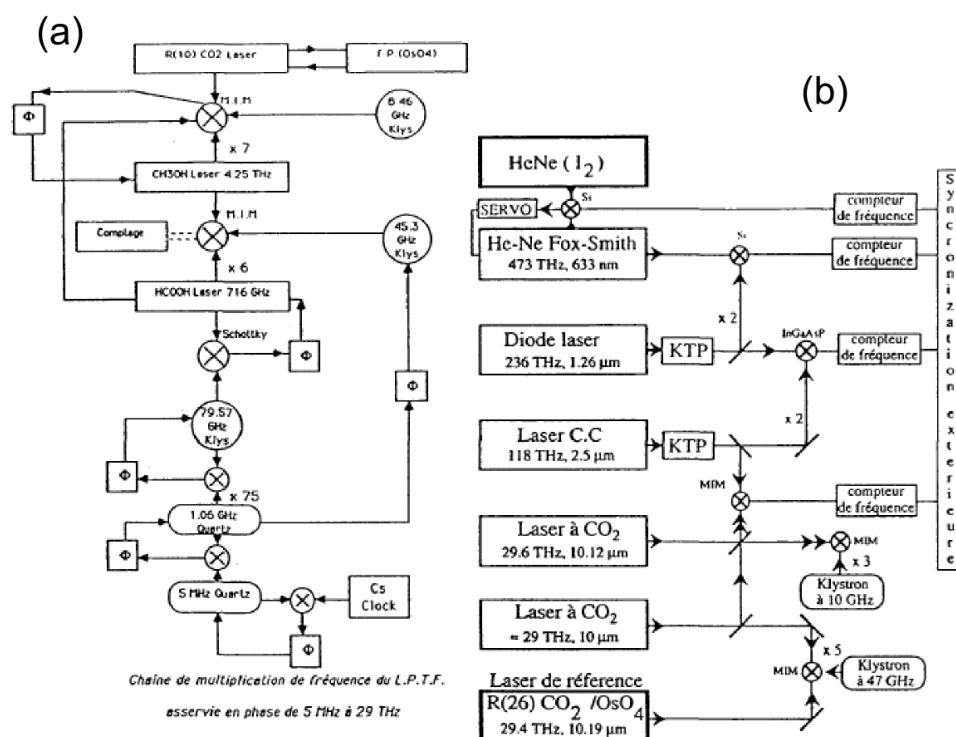 (a)
R(10) CO2 Laser
F P (OsO4)
M.I.M
Φ
8 46
GHz
Klys
x 7
CH3OH Laser 4.25 THz
M.I.M.
Complage
45.3
GHz
Klys
x 6
HCOOH Laser 716 GHz
Schottky
Φ
Φ
79.57
GHz
Klys
Φ
x 75
1.06 GHz
Quartz
Φ
5 MHz Quartz
Cs
Clock
Φ
Chaîne de multiplication de fréquence du L.P.T.F.
asservie en phase de 5 MHz à 29 THz
(b)
HeNe (I2)
SERVO
Si
compteur
de fréquence
He-Ne Fox-Smith
473 THz, 633 nm
Si
compteur
de fréquence
x 2
Diode laser
236 THz, 1.26 µm
KTP
InGaAsP
compteur
de fréquence
x 2
Laser C.C
118 THz, 2.5 µm
KTP
MIM
compteur
de fréquence
Laser à CO2
29.6 THz, 10.12 µm
MIM
x 3
Klystron
à 10 GHz
Laser à CO2
≈ 29 THz, 10 µm
x 5
MIM
Klystron
à 47 GHz
Laser de réference
R(26) CO2 /OsO4
29.4 THz, 10.19 µm
Syncronization exterieure